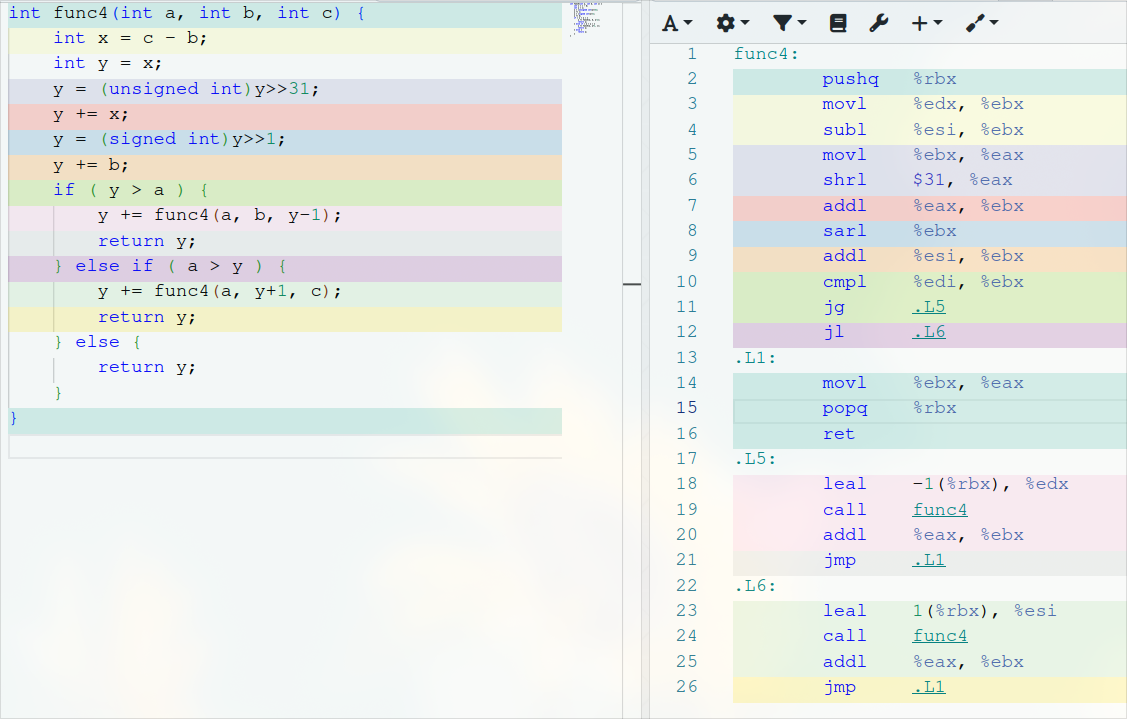 int func4(int a, int b, int c) {
    int x = c - b;
    int y = x;
    y = (unsigned int)y>>31;
    y += x;
    y = (signed int)y>>1;
    y += b;
    if ( y > a ) {
        y += func4(a, b, y-1);
        return y;
    } else if ( a > y ) {
        y += func4(a, y+1, c);
        return y;
    } else {
        return y;
    }
}
A
1 func4:
2 pushq %rbx
3 movl %edx, %ebx
4 subl %esi, %ebx
5 movl %ebx, %eax
6 shrl $31, %eax
7 addl %eax, %ebx
8 sarl %ebx
9 addl %esi, %ebx
10 cmpl %edi, %ebx
11 jg .L5
12 jl .L6
13 .L1:
14 movl %ebx, %eax
15 popq %rbx
16 ret
17 .L5:
18 leal -1(%rbx), %edx
19 call func4
20 addl %eax, %ebx
21 jmp .L1
22 .L6:
23 leal 1(%rbx), %esi
24 call func4
25 addl %eax, %ebx
26 jmp .L1